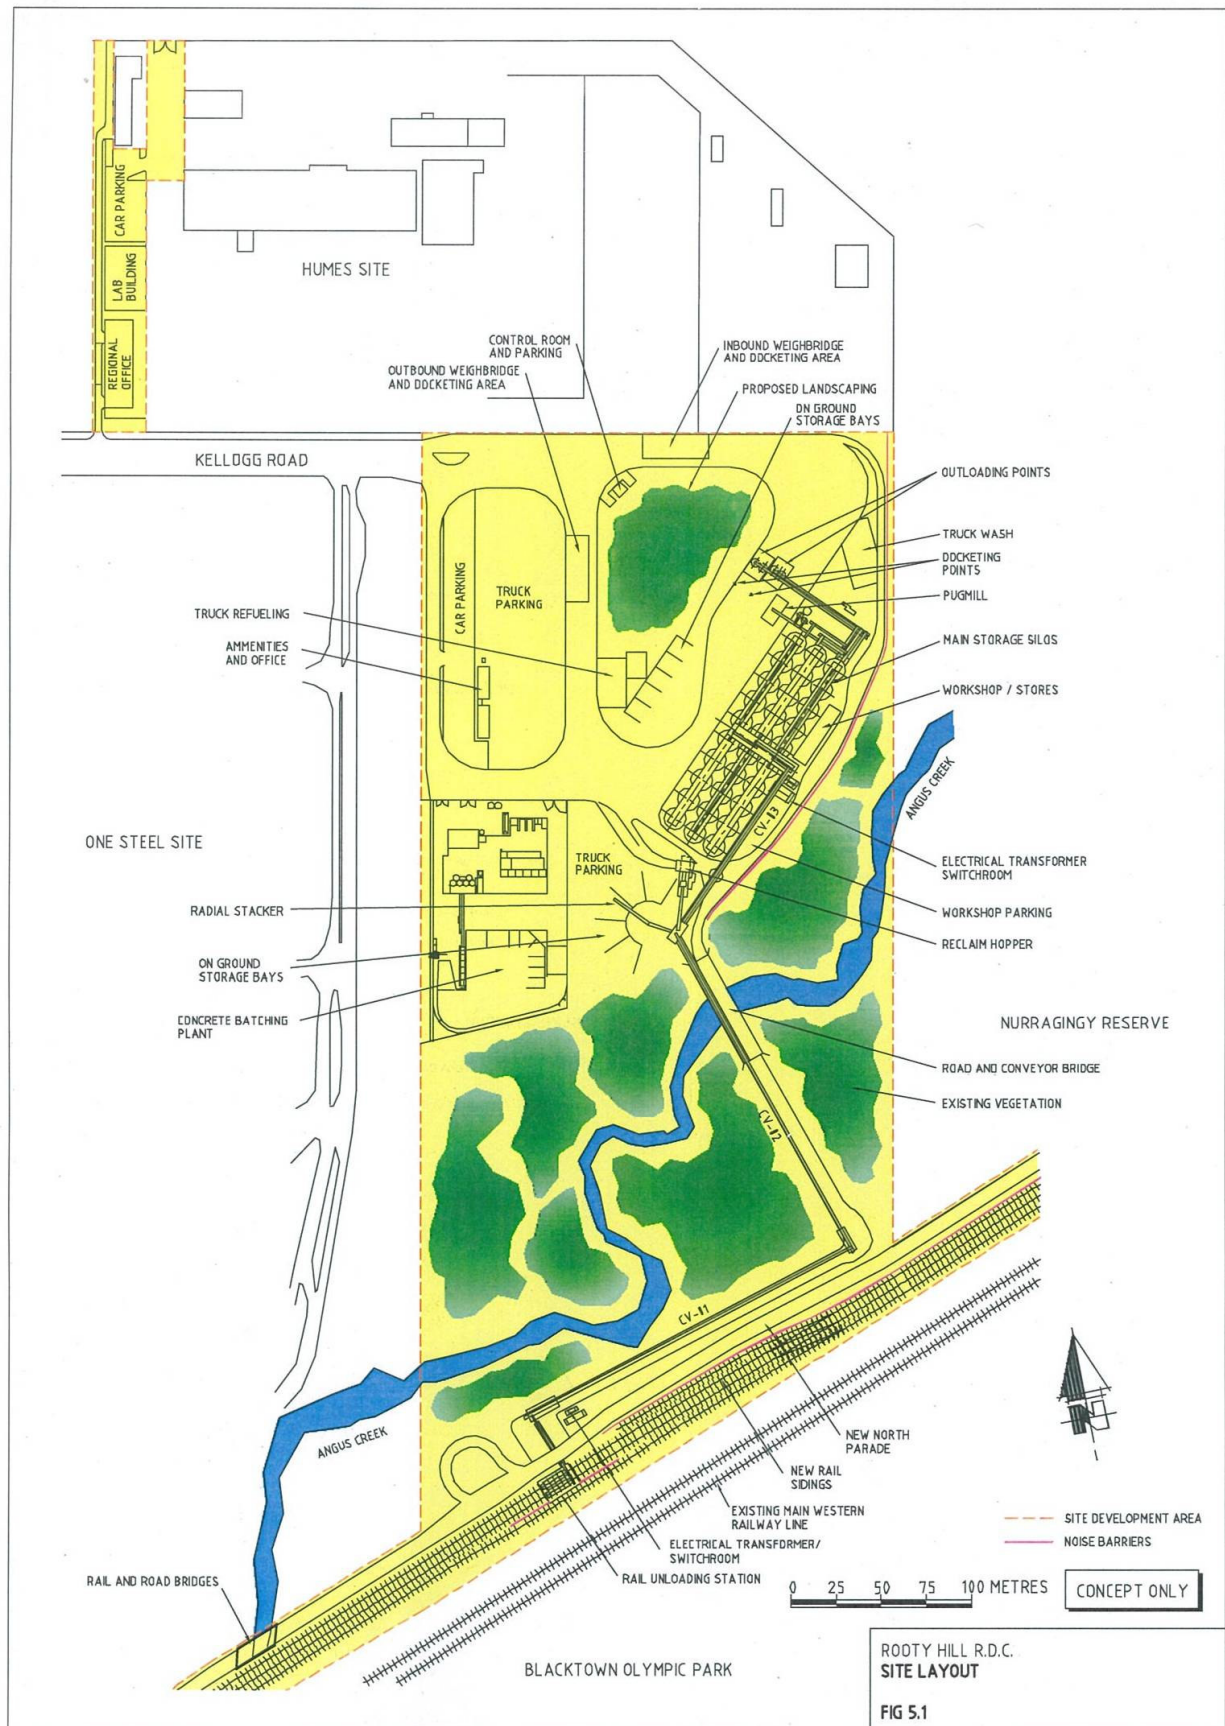 CAR PARKING
LAB
BUILDING
REGIONAL
OFFICE
HUMES SITE
CONTROL ROOM
AND PARKING
OUTBOUND WEIGHBRIDGE
AND DOCKETING AREA
INBOUND WEIGHBRIDGE
AND DOCKETING AREA
PROPOSED LANDSCAPING
ON GROUND
STORAGE BAYS
KELLOGG ROAD
OUTLOADING POINTS
TRUCK WASH
DOCKETING
POINTS
PUGMILL
CAR PARKING
TRUCK
PARKING
TRUCK REFUELING
AMMENITIES
AND OFFICE
MAIN STORAGE SILOS
WORKSHOP / STORES
ANGUS CREEK
CV-13
ONE STEEL SITE
TRUCK
PARKING
ELECTRICAL TRANSFORMER
SWITCHROOM
RADIAL STACKER
WORKSHOP PARKING
RECLAIM HOPPER
ON GROUND
STORAGE BAYS
CONCRETE BATCHING
PLANT
NURRAGINGY RESERVE
ROAD AND CONVEYOR BRIDGE
EXISTING VEGETATION
CV-12
CV-11
ANGUS CREEK
NEW NORTH
PARADE
NEW RAIL
SIDINGS
EXISTING MAIN WESTERN
RAILWAY LINE
ELECTRICAL TRANSFORMER/
SWITCHROOM
RAIL UNLOADING STATION
RAIL AND ROAD BRIDGES
SITE DEVELOPMENT AREA
NOISE BARRIERS
0 25 50 75 100 METRES
CONCEPT ONLY
BLACKTOWN OLYMPIC PARK
ROOTY HILL R.D.C.
SITE LAYOUT
FIG 5.1